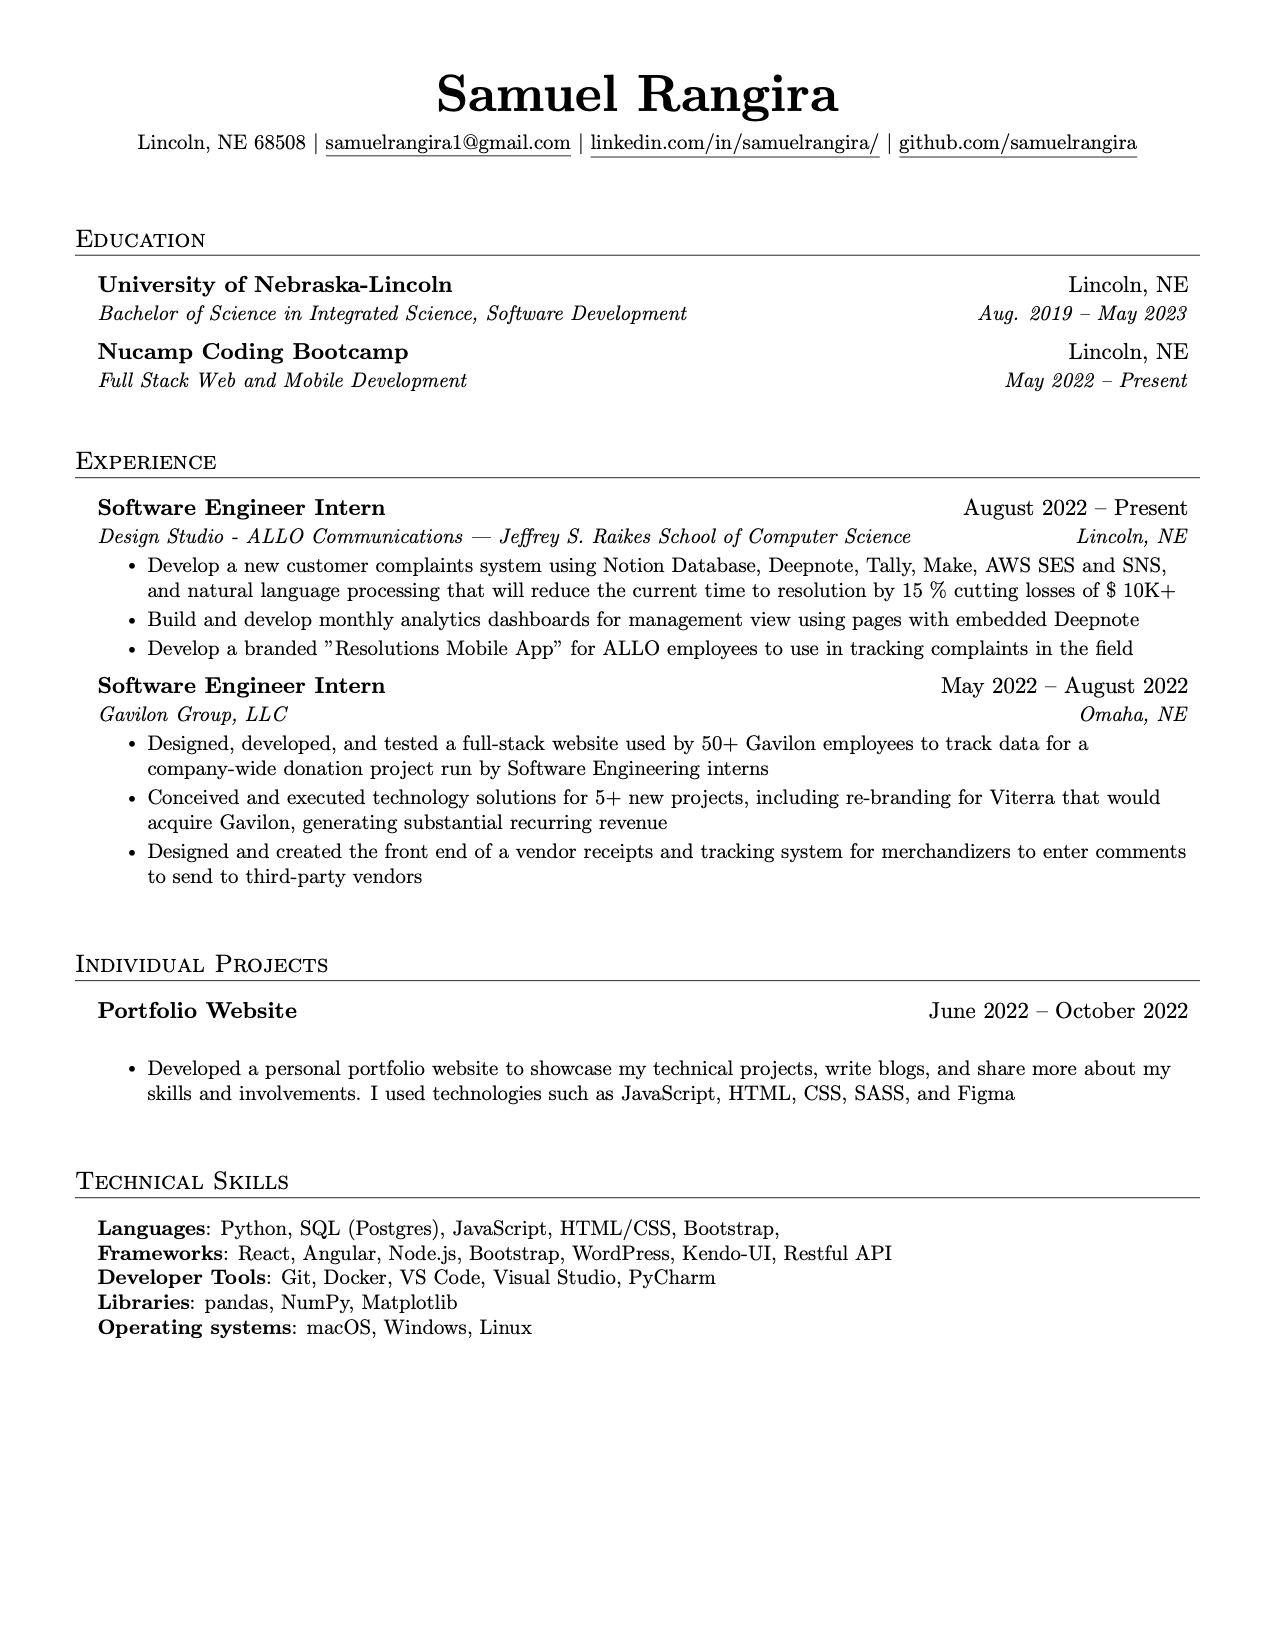 Samuel Rangira
Lincoln, NE 68508 | samuelrangira1@gmail.com | linkedin.com/in/samuelrangira/ | github.com/samuelrangira
Education
University of Nebraska-Lincoln Lincoln, NE
Bachelor of Science in Integrated Science, Software Development Aug. 2019 – May 2023
Nucamp Coding Bootcamp Lincoln, NE
Full Stack Web and Mobile Development May 2022 – Present
Experience
Software Engineer Intern August 2022 – Present
Design Studio - ALLO Communications — Jeffrey S. Raikes School of Computer Science Lincoln, NE
• Develop a new customer complaints system using Notion Database, Deepnote, Tally, Make, AWS SES and SNS,
and natural language processing that will reduce the current time to resolution by 15 % cutting losses of $ 10K+
• Build and develop monthly analytics dashboards for management view using pages with embedded Deepnote
• Develop a branded ”Resolutions Mobile App” for ALLO employees to use in tracking complaints in the field
Software Engineer Intern May 2022 – August 2022
Gavilon Group, LLC Omaha, NE
• Designed, developed, and tested a full-stack website used by 50+ Gavilon employees to track data for a
company-wide donation project run by Software Engineering interns
• Conceived and executed technology solutions for 5+ new projects, including re-branding for Viterra that would
acquire Gavilon, generating substantial recurring revenue
• Designed and created the front end of a vendor receipts and tracking system for merchandizers to enter comments
to send to third-party vendors
Individual Projects
Portfolio Website June 2022 – October 2022
• Developed a personal portfolio website to showcase my technical projects, write blogs, and share more about my
skills and involvements. I used technologies such as JavaScript, HTML, CSS, SASS, and Figma
Technical Skills
Languages: Python, SQL (Postgres), JavaScript, HTML/CSS, Bootstrap,
Frameworks: React, Angular, Node.js, Bootstrap, WordPress, Kendo-UI, Restful API
Developer Tools: Git, Docker, VS Code, Visual Studio, PyCharm
Libraries: pandas, NumPy, Matplotlib
Operating systems: macOS, Windows, Linux